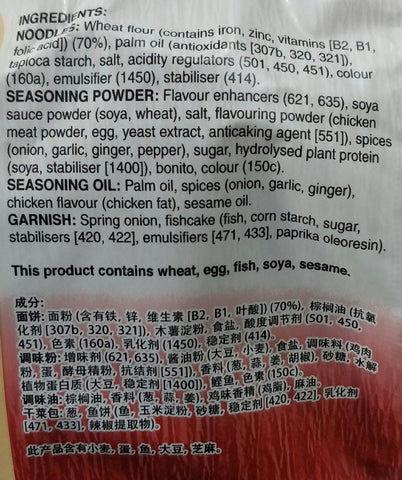 INGREDIENTS:
NOODLES: Wheat flour (contains iron, zinc, vitamins [B2, B1,
folic acid]) (70%), palm oil (antioxidants [307b, 320, 321]),
tapioca starch, salt, acidity regulators (501, 450, 451), colour
(160a), emulsifier (1450), stabiliser (414).
SEASONING POWDER: Flavour enhancers (621, 635), soya
sauce powder (soya, wheat), salt, flavouring powder (chicken
meat powder, egg, yeast extract, anticaking agent [551]), spices
(onion, garlic, ginger, pepper), sugar, hydrolysed plant protein
(soya, stabiliser [1400]), bonito, colour (150c).
SEASONING OIL: Palm oil, spices (onion, garlic, ginger),
chicken flavour (chicken fat), sesame oil.
GARNISH: Spring onion, fishcake (fish, corn starch, sugar,
stabilisers [420, 422], emulsifiers [471, 433], paprika oleoresin).
This product contains wheat, egg, fish, soya, sesame.
成分:
面饼: 面粉 (含有铁, 锌, 维生素 [B2, B1, 叶酸]) (70%), 棕榈油 (抗氧
化剂 [307b, 320, 321]), 木薯淀粉, 食盐, 酸度调节剂 (501, 450,
451), 色素 (160a), 乳化剂 (1450), 稳定剂 (414).
调味粉: 增味剂 (621, 635), 酱油粉 (大豆, 小麦), 食盐, 调味料 (鸡肉
粉, 蛋, 酵母精粉, 抗结剂 [551]), 香料 (葱, 蒜, 姜, 胡椒), 砂糖, 水解
植物蛋白质 (大豆, 稳定剂 [1400]), 鲣鱼, 色素 (150c).
调味油: 棕榈油, 香料 (葱, 蒜, 姜), 鸡味香精 (鸡脂), 麻油.
干菜包: 葱, 鱼饼 (鱼, 玉米淀粉, 砂糖, 稳定剂 [420, 422], 乳化剂
[471, 433], 辣椒提取物).
此产品含有小麦, 蛋, 鱼, 大豆, 芝麻.